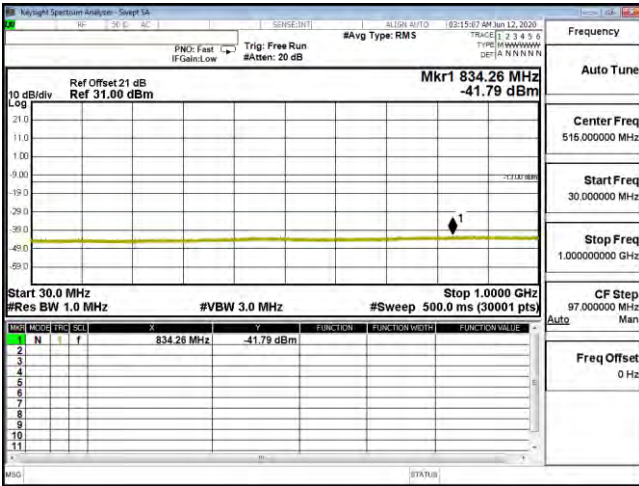 Keysight Spectrum Analyzer - Swept SA
RF 50 Ω AC SENSE:INT ALIGN AUTO 03:15:07 AM Jun 12, 2020
#Avg Type: RMS
TRACE 1 2 3 4 5 6
PNO: Fast Trig: Free Run
TYPE M WWWWW
IFGain:Low #Atten: 20 dB
DET A N N N N N
Ref Offset 21 dB
Mkr1 834.26 MHz
10 dB/div Ref 31.00 dBm
-41.79 dBm
Log
21.0
11.0
1.00
-9.00
-13.00 dBm
-19.0
-29.0
-39.0
1
-49.0
-59.0
Start 30.0 MHz Stop 1.0000 GHz
#Res BW 1.0 MHz #VBW 3.0 MHz #Sweep 500.0 ms (30001 pts)
MKR MODE TRC SCL X Y FUNCTION FUNCTION WIDTH FUNCTION VALUE
1 N 1 f 834.26 MHz -41.79 dBm
2
3
4
5
6
7
8
9
10
11
MSG STATUS
Frequency
Auto Tune
Center Freq
515.000000 MHz
Start Freq
30.000000 MHz
Stop Freq
1.000000000 GHz
CF Step
97.000000 MHz
Auto Man
Freq Offset
0 Hz